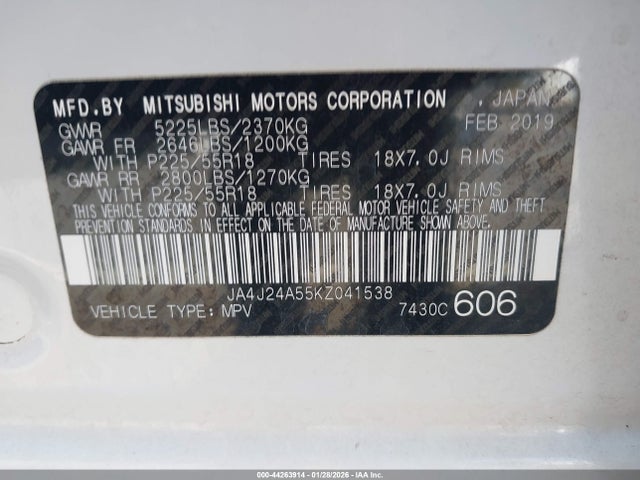 MFD.BY MITSUBISHI MOTORS CORPORATION . JAPAN
GVWR 5225LBS/2370KG FEB 2019
GAWR FR 2646LBS/1200KG
WITH P225/55R18 TIRES 18X7.0J RIMS
GAWR RR 2800LBS/1270KG
WITH P225/55R18 TIRES 18X7.0J RIMS
THIS VEHICLE CONFORMS TO ALL APPLICABLE FEDERAL MOTOR VEHICLE SAFETY AND THEFT
PREVENTION STANDARDS IN EFFECT ON THE DATE OF MANUFACTURE SHOWN ABOVE.
JA4J24A55KZ041538
VEHICLE TYPE: MPV 7430C 606
000-44263914 | 01/28/2026 | IAA Inc.